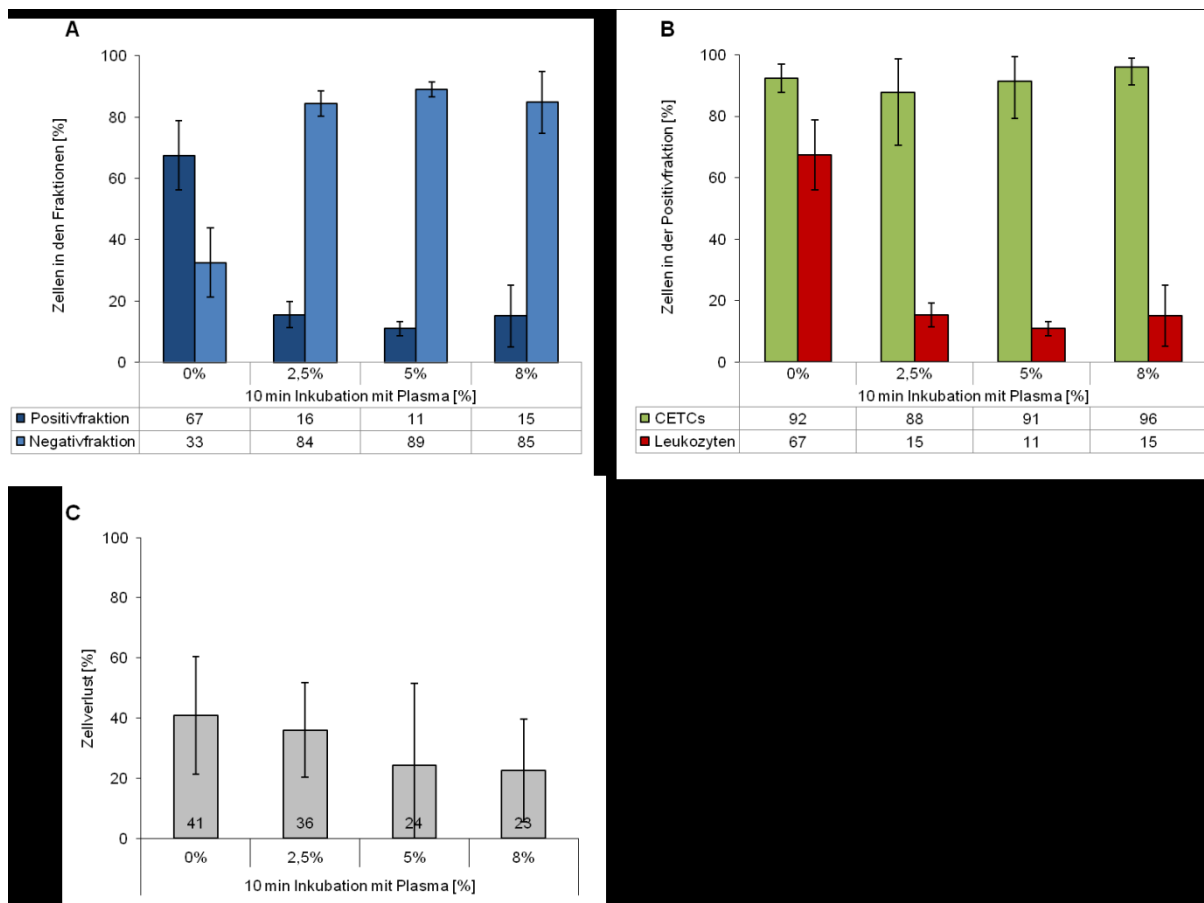 A
Zellen in den Fraktionen [%]
100
80
60
40
20
0
0% 2,5% 5% 8%
10 min Inkubation mit Plasma [%]
Positivfraktion 67 16 11 15
Negativfraktion 33 84 89 85
B
Zellen in der Positivfraktion [%]
100
80
60
40
20
0
0% 2,5% 5% 8%
10 min Inkubation mit Plasma [%]
CETCs 92 88 91 96
Leukozyten 67 15 11 15
C
Zellverlust [%]
100
80
60
40
20
0
41 36 24 23
0% 2,5% 5% 8%
10 min Inkubation mit Plasma [%]